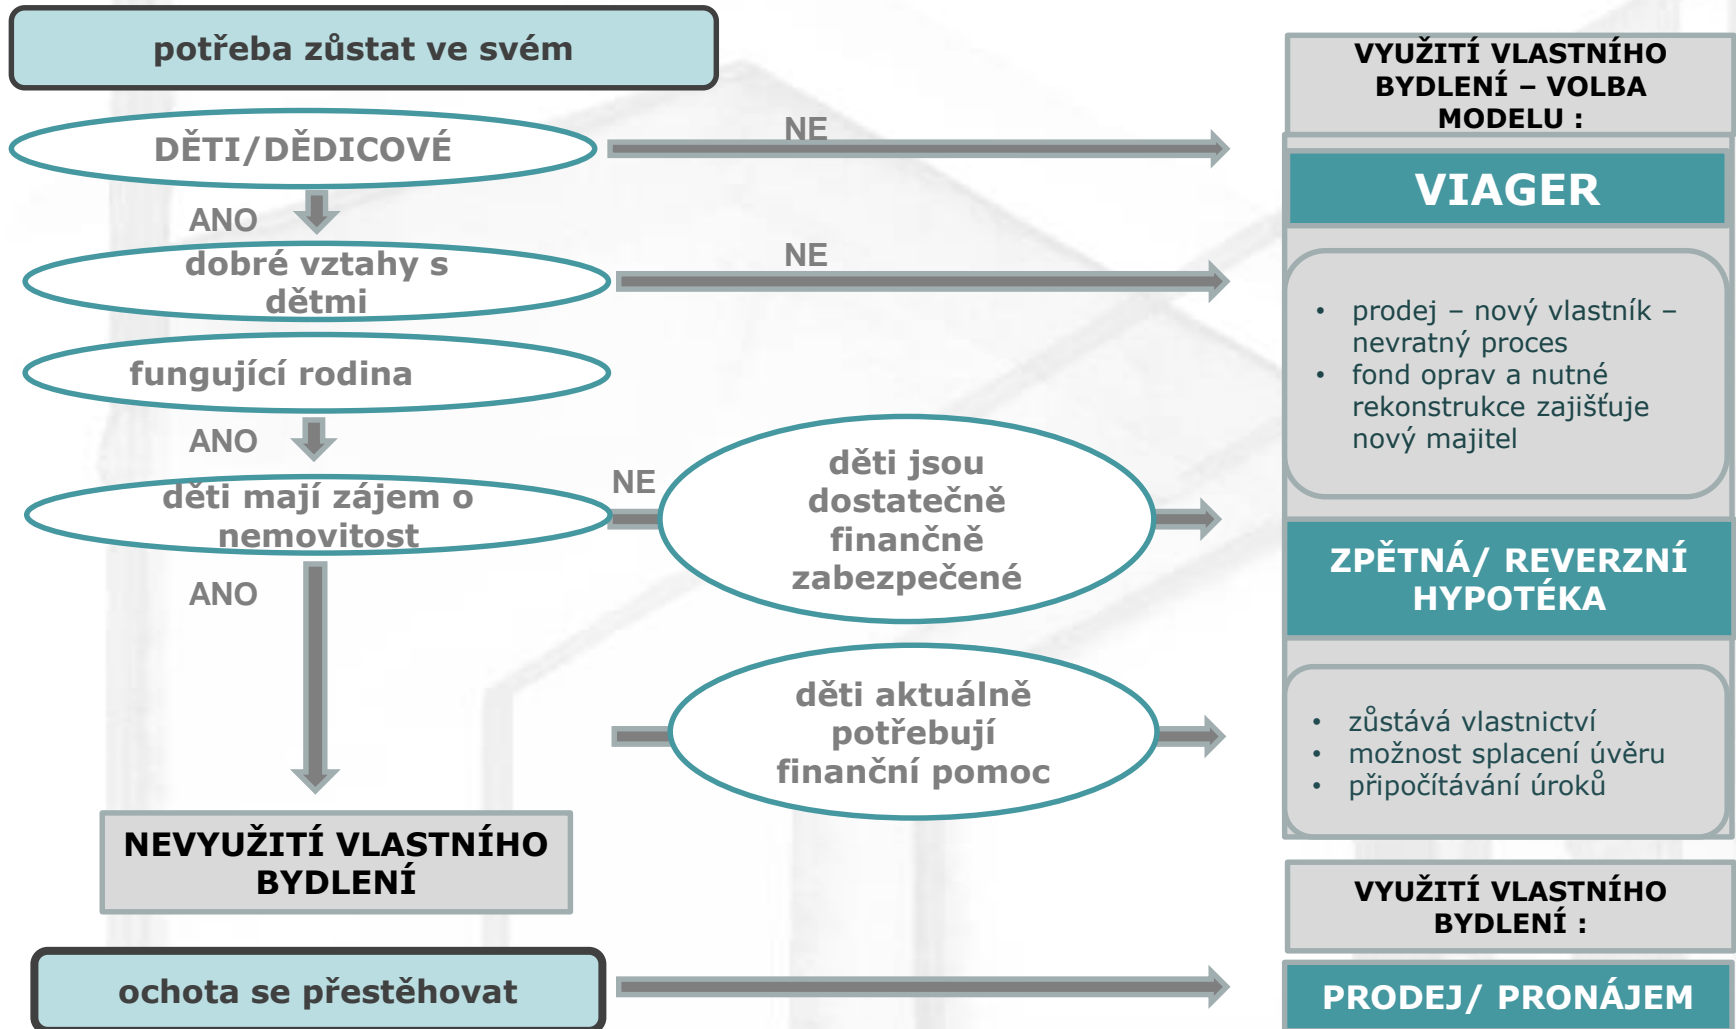 potřeba zůstat ve svém
DĚTI/DĚDICOVÉ
NE
ANO
dobré vztahy s
dětmi
NE
fungující rodina
ANO
děti mají zájem o
nemovitost
NE
děti jsou
dostatečně
finančně
zabezpečené
ANO
děti aktuálně
potřebují
finanční pomoc
NEVYUŽITÍ VLASTNÍHO
BYDLENÍ
ochota se přestěhovat
VYUŽITÍ VLASTNÍHO
BYDLENÍ – VOLBA
MODELU :
VIAGER
• prodej – nový vlastník –
nevratný proces
• fond oprav a nutné
rekonstrukce zajišťuje
nový majitel
ZPĚTNÁ/ REVERZNÍ
HYPOTÉKA
• zůstává vlastnictví
• možnost splacení úvěru
• připočítávání úroků
VYUŽITÍ VLASTNÍHO
BYDLENÍ :
PRODEJ/ PRONÁJEM